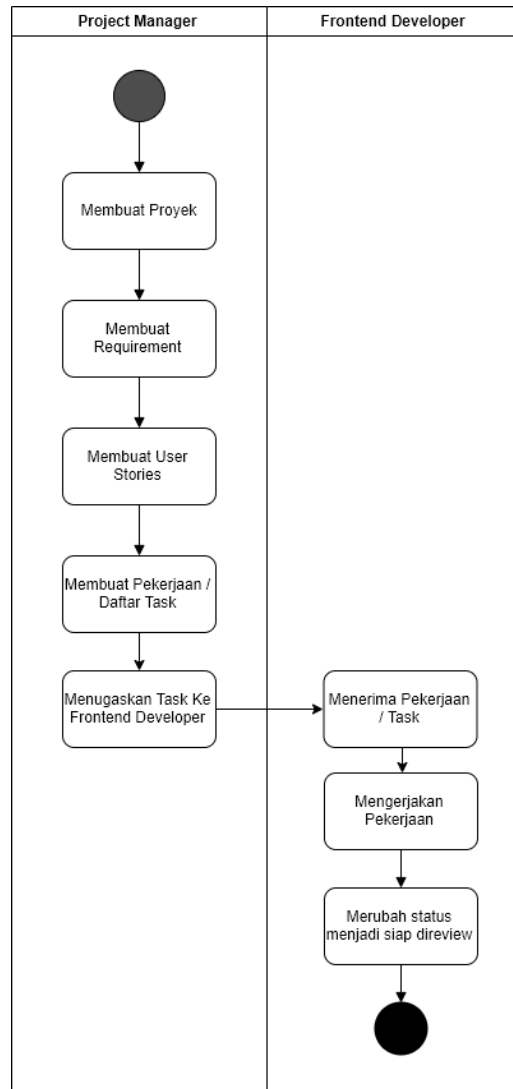 Project Manager
Frontend Developer
Membuat Proyek
Membuat
Requirement
Membuat User
Stories
Membuat Pekerjaan /
Daftar Task
Menugaskan Task Ke
Frontend Developer
Menerima Pekerjaan
/ Task
Mengerjakan
Pekerjaan
Merubah status
menjadi siap direview